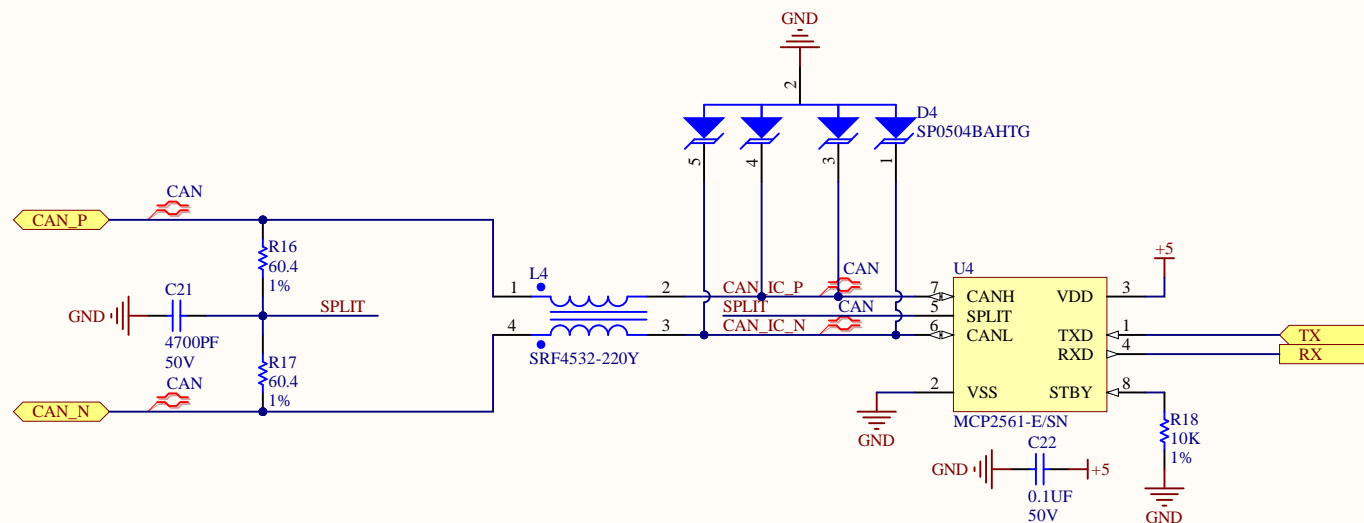 GND
2
D4
SP0504BAHTG
5
4
3
1
CAN
CAN_P
R16
60.4
1%
C21
GND
4700PF
50V
SPLIT
R17
60.4
1%
CAN
CAN_N
L4
1
2
4
3
SRF4532-220Y
CAN_IC_P
CAN
SPLIT
CAN_IC_N
CAN
U4
+5
7
CANH
VDD
3
5
SPLIT
6
CANL
TXD
1
TX
RXD
4
RX
2
VSS
STBY
8
GND
MCP2561-E/SN
R18
10K
1%
GND
C22
GND
+5
0.1UF
50V